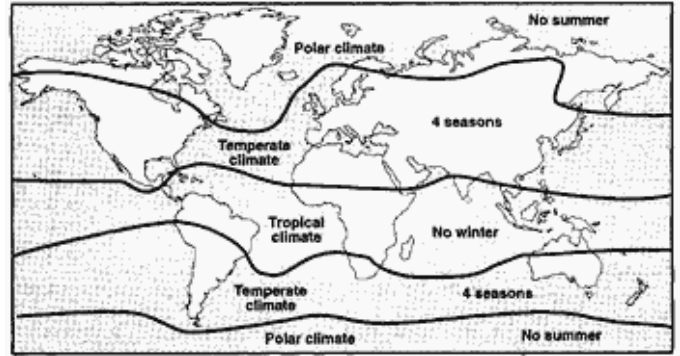 No summer
Polar climate
4 seasons
Temperate
climate
Tropical
climate
No winter
Temperate
climate
4 seasons
Polar climate
No summer